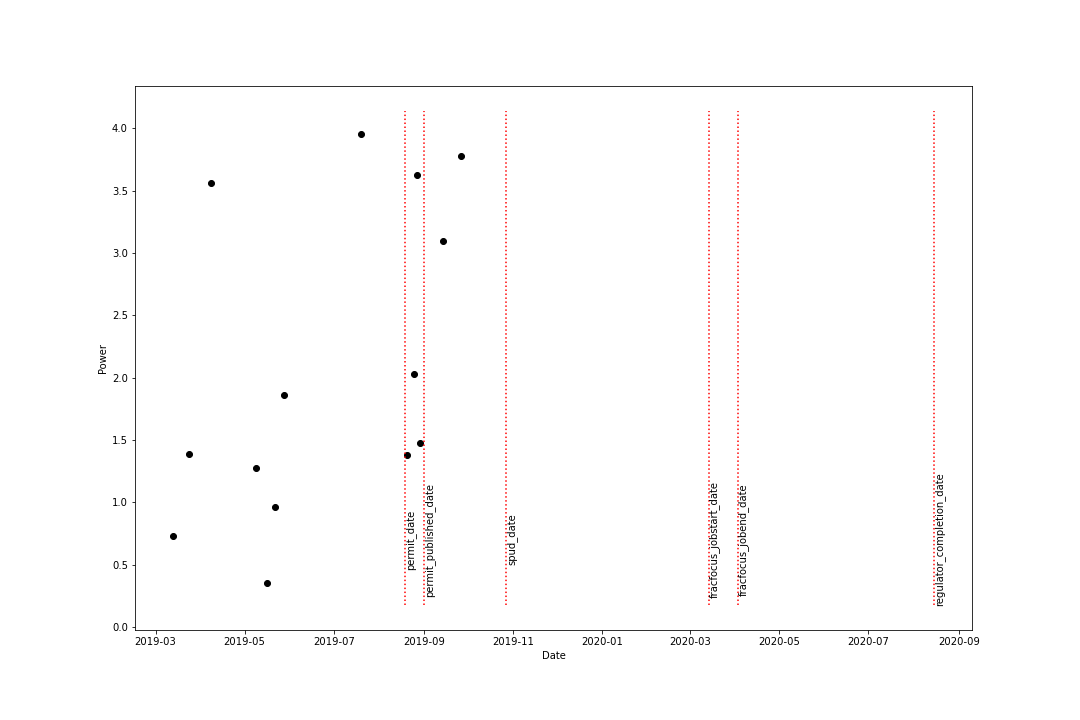 4.0
3.5
3.0
2.5
2.0
1.5
1.0
0.5
0.0
Power
permit_date
permit_published_date
spud_date
fracfocus_jobstart_date
fracfocus_jobend_date
regulator_completion_date
2019-03
2019-05
2019-07
2019-09
2019-11
2020-01
2020-03
2020-05
2020-07
2020-09
Date